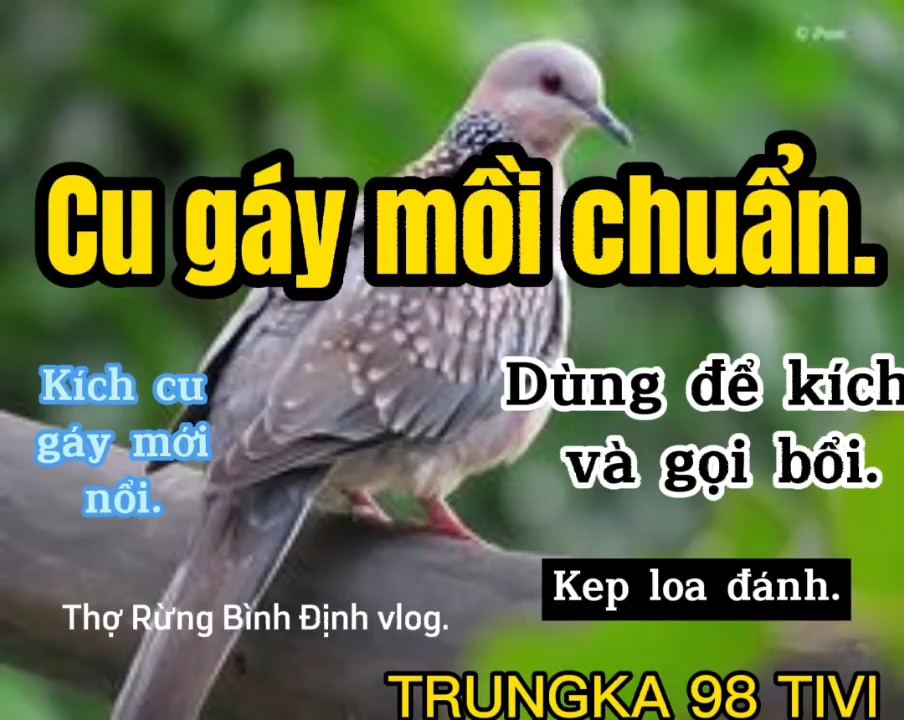 Cu gáy mồi chuẩn.
Kích cu
gáy mới
nổi.
Dùng để kích
và gọi bổi.
Kep loa đánh.
Thợ Rừng Bình Định vlog.
TRUNGKA 98 TIVI